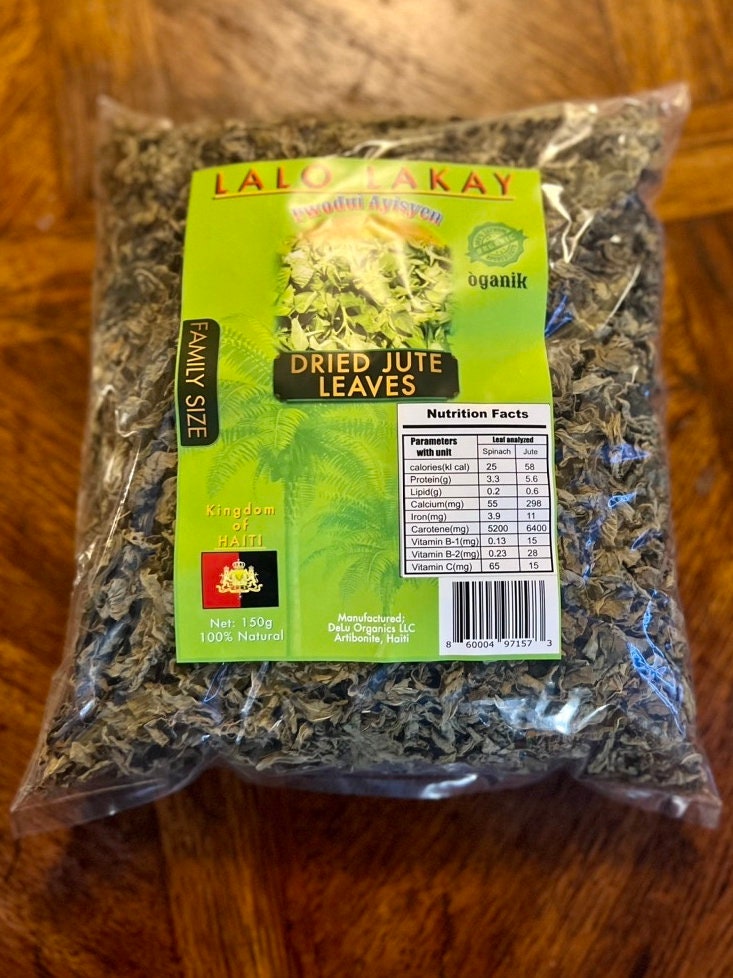 LALO LAKAY
Pwodui Ayisyen
òganik
FAMILY SIZE
DRIED JUTE
LEAVES
Nutrition Facts
Parameters with unit Leaf analyzed
Spinach Jute
calories(kl cal) 25 58
Protein(g) 3.3 5.6
Lipid(g) 0.2 0.6
Calcium(mg) 55 298
Iron(mg) 3.9 11
Carotene(mg) 5200 6400
Vitamin B-1(mg) 0.13 15
Vitamin B-2(mg) 0.23 28
Vitamin C(mg) 65 15
Kingdom
of
HAITI
Net: 150g
100% Natural
Manufactured;
DeLu Organics LLC
Artibonite, Haiti
8 60004 97157 3